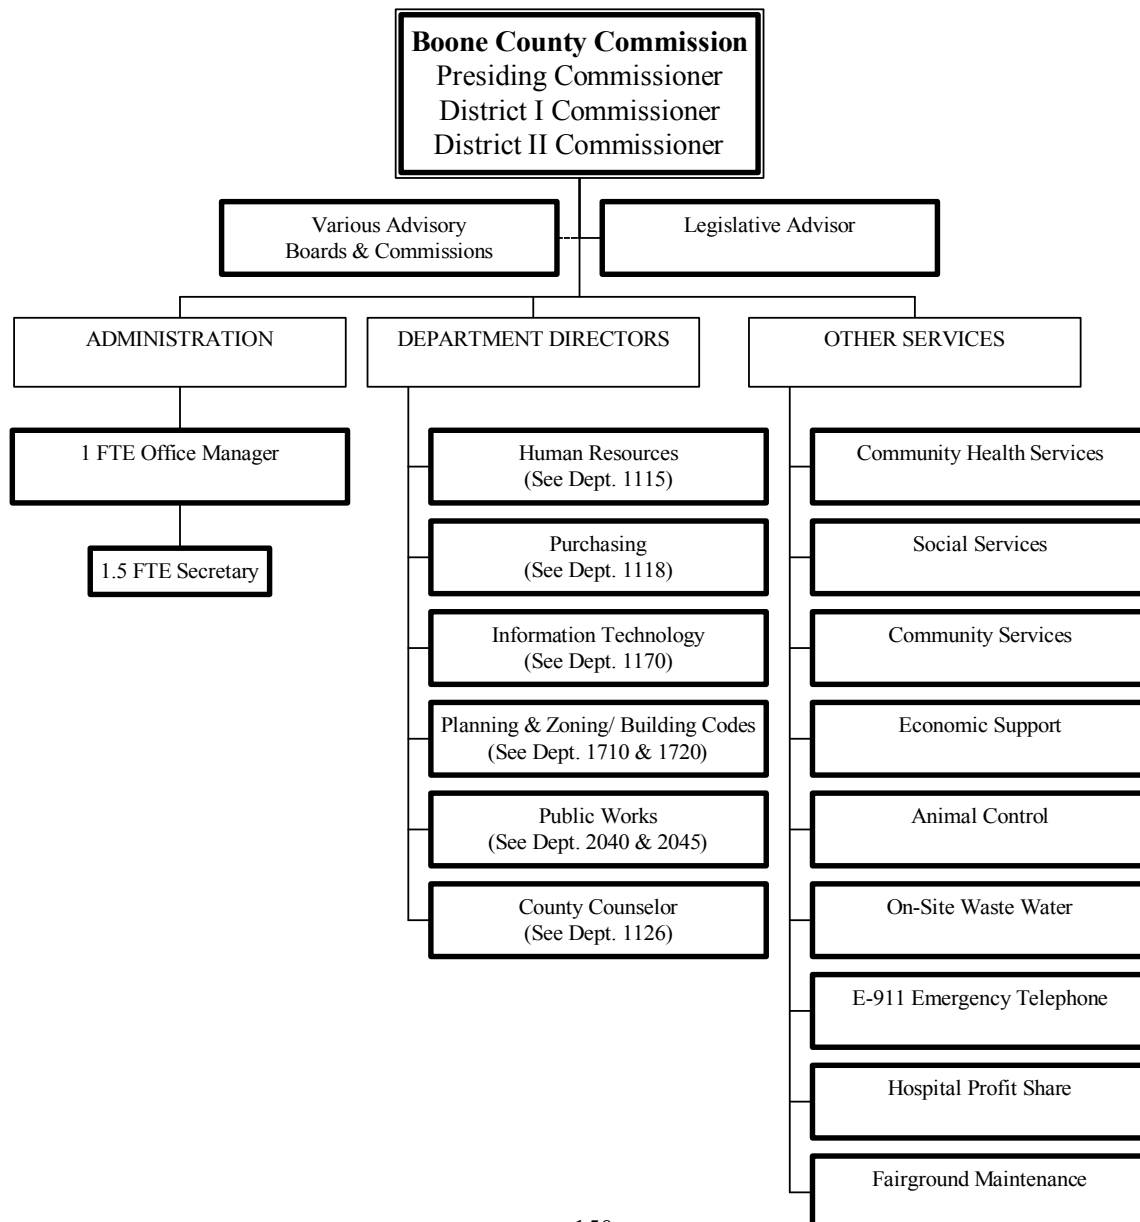 Boone County Commission
Presiding Commissioner
District I Commissioner
District II Commissioner
Various Advisory
Boards & Commissions
Legislative Advisor
ADMINISTRATION
DEPARTMENT DIRECTORS
OTHER SERVICES
1 FTE Office Manager
1.5 FTE Secretary
Human Resources
(See Dept. 1115)
Purchasing
(See Dept. 1118)
Information Technology
(See Dept. 1170)
Planning & Zoning/ Building Codes
(See Dept. 1710 & 1720)
Public Works
(See Dept. 2040 & 2045)
County Counselor
(See Dept. 1126)
Community Health Services
Social Services
Community Services
Economic Support
Animal Control
On-Site Waste Water
E-911 Emergency Telephone
Hospital Profit Share
Fairground Maintenance